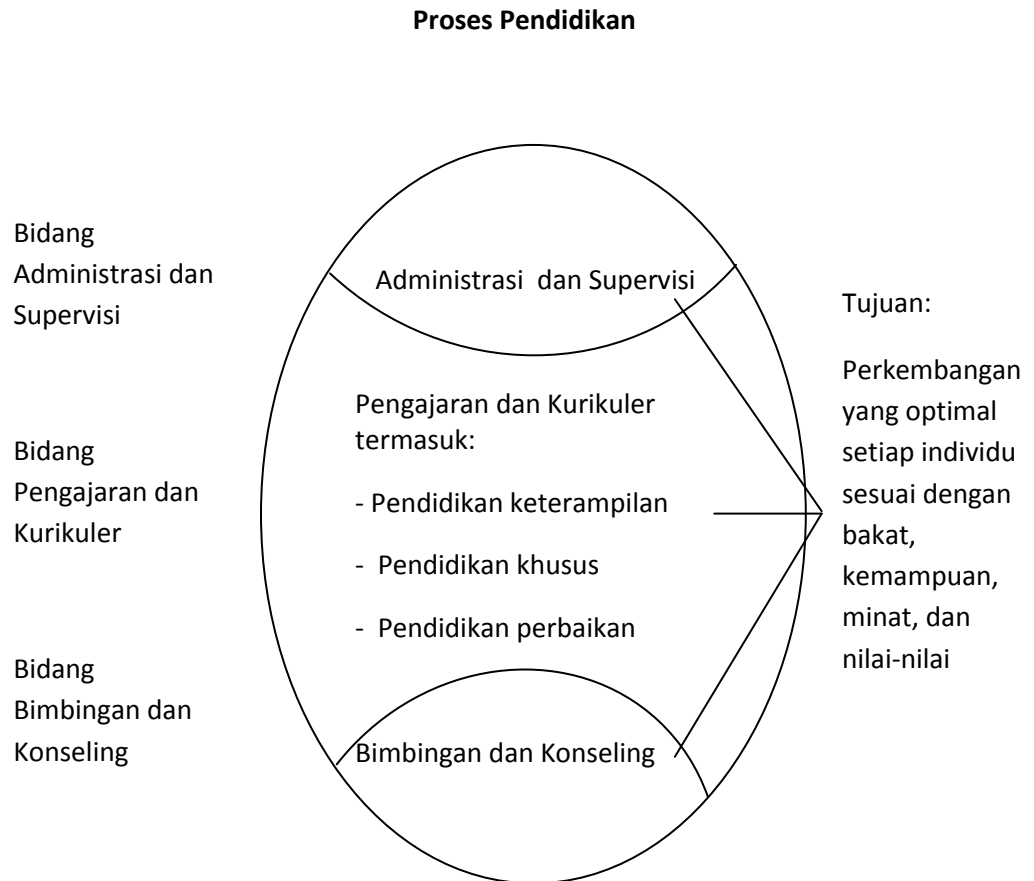 Proses Pendidikan
Bidang
Administrasi dan
Supervisi
Bidang
Pengajaran dan
Kurikuler
Bidang
Bimbingan dan
Konseling
Administrasi dan Supervisi
Pengajaran dan Kurikuler
termasuk:
- Pendidikan keterampilan
- Pendidikan khusus
- Pendidikan perbaikan
Bimbingan dan Konseling
Tujuan:
Perkembangan
yang optimal
setiap individu
sesuai dengan
bakat,
kemampuan,
minat, dan
nilai-nilai